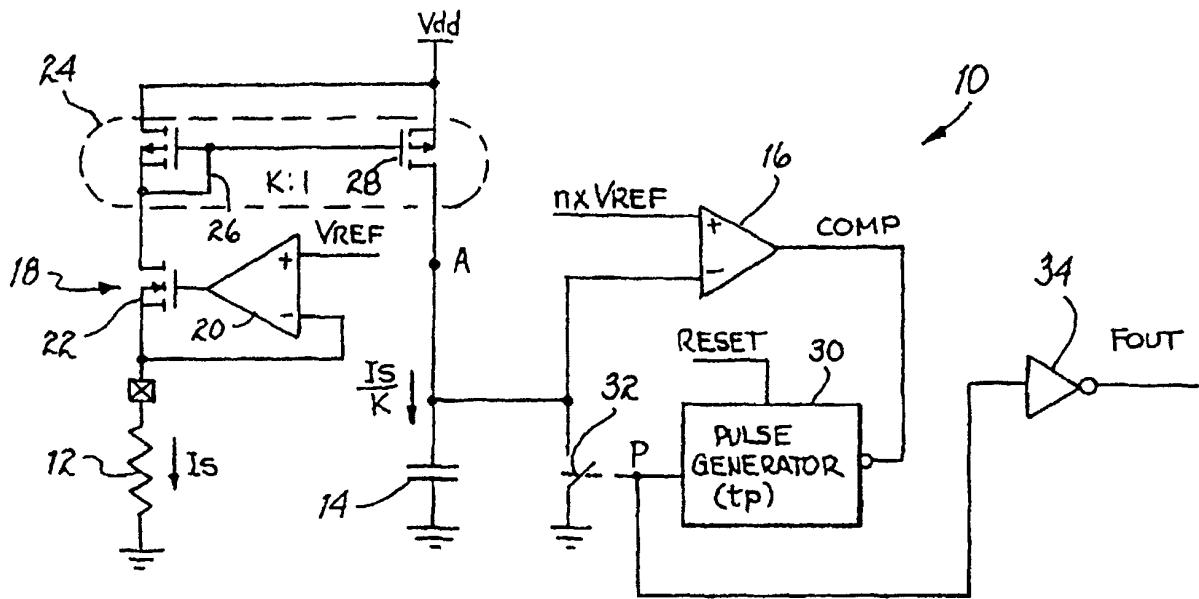 Vdd
24
10
K:1
28
26
16
nxVREF
COMP
VREF
+
+
-
A
18
22
20
-
34
RESET
30
FOUT
Is
K
32
P
PULSE
GENERATOR
(tp)
12
Is
14